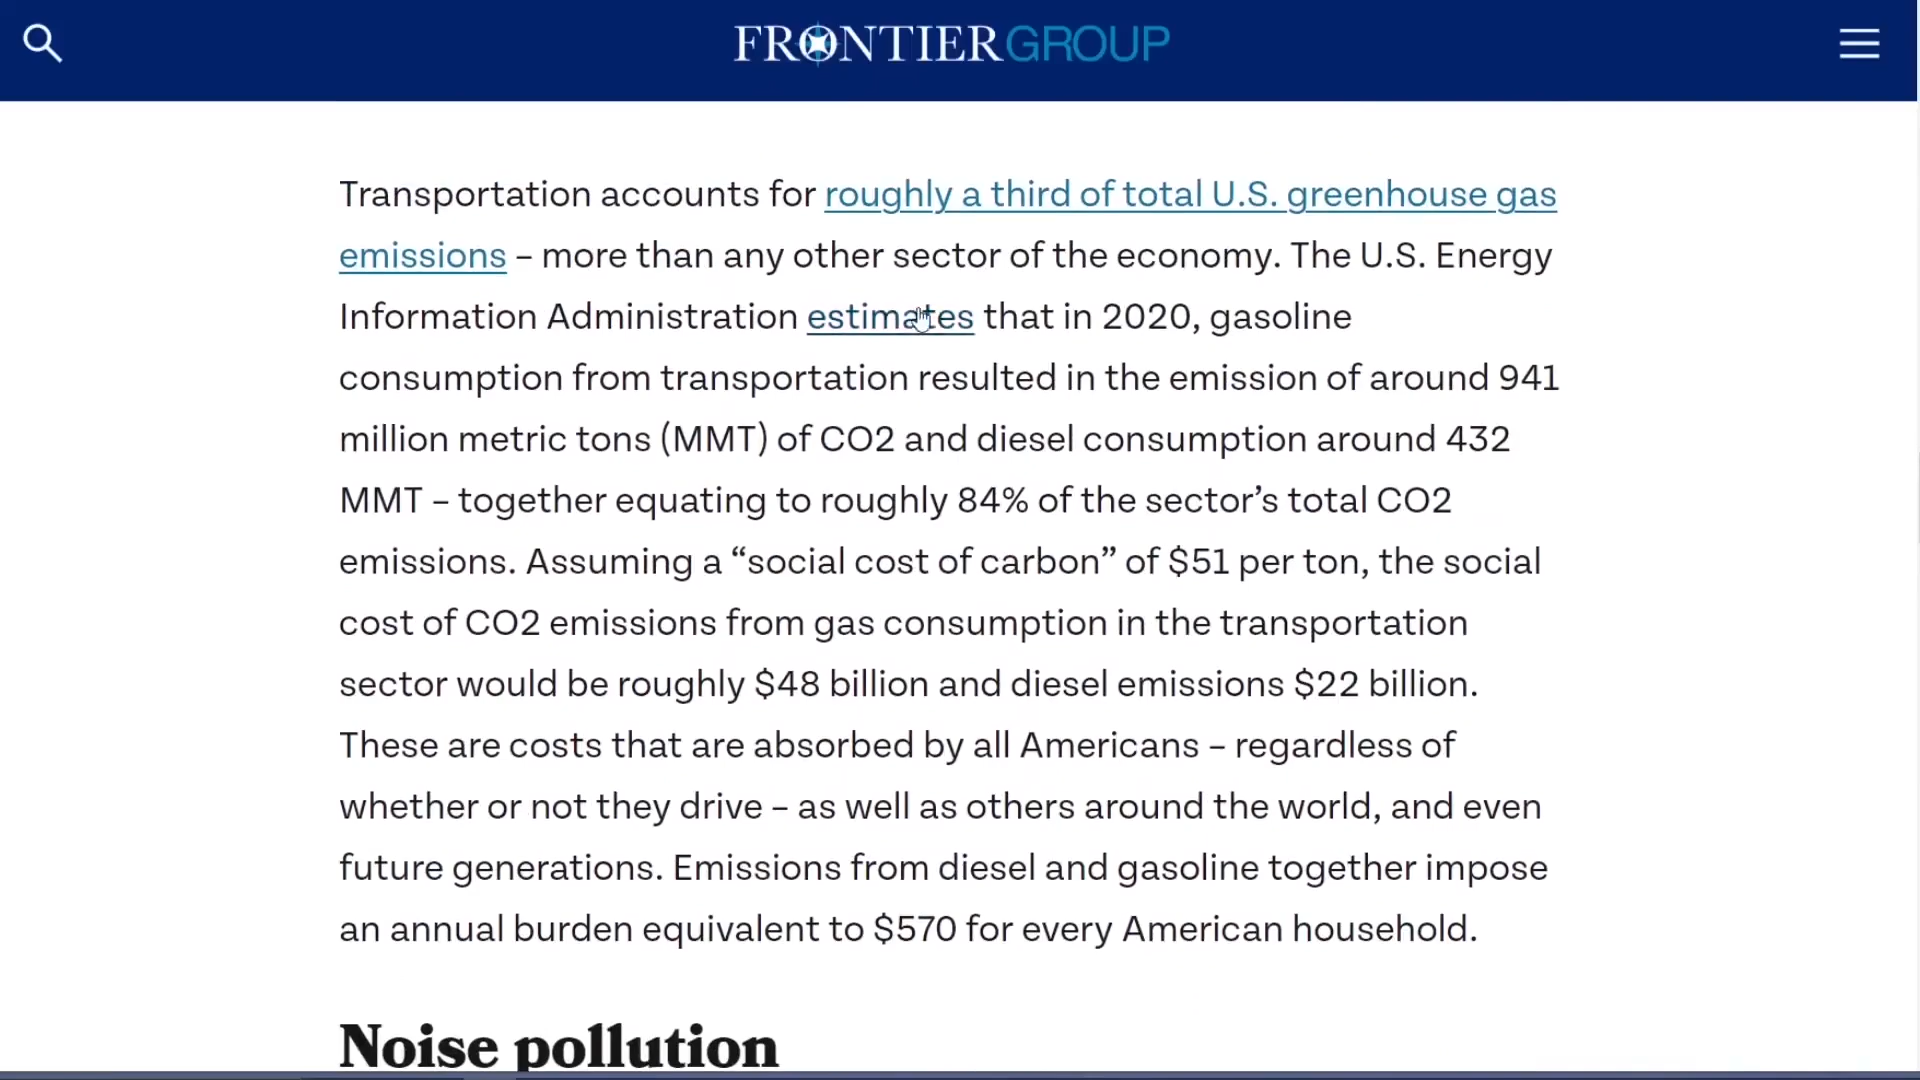 FRONTIERGROUP
Transportation accounts for roughly a third of total U.S. greenhouse gas
emissions – more than any other sector of the economy. The U.S. Energy
Information Administration estimates that in 2020, gasoline
consumption from transportation resulted in the emission of around 941
million metric tons (MMT) of CO2 and diesel consumption around 432
MMT – together equating to roughly 84% of the sector’s total CO2
emissions. Assuming a “social cost of carbon” of $51 per ton, the social
cost of CO2 emissions from gas consumption in the transportation
sector would be roughly $48 billion and diesel emissions $22 billion.
These are costs that are absorbed by all Americans – regardless of
whether or not they drive – as well as others around the world, and even
future generations. Emissions from diesel and gasoline together impose
an annual burden equivalent to $570 for every American household.
Noise pollution